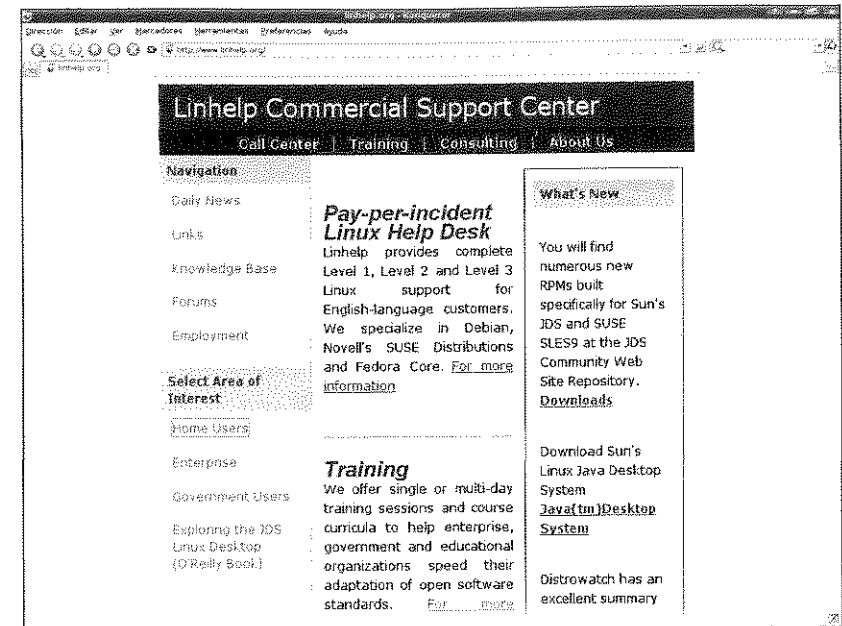 linhelp.org - Konqueror
Dirección Editar Ver Marcadores Herramientas Preferencias Ayuda
http://www.linhelp.org/
linhelp.org
Linhelp Commercial Support Center
Call Center | Training | Consulting | About Us
Navigation
Daily News
Links
Knowledge Base
Forums
Employment
Select Area of
Interest
Home Users
Enterprise
Government Users
Exploring the JDS
Linux Desktop
(O'Reilly Book)
Pay-per-incident
Linux Help Desk
Linhelp provides complete
Level 1, Level 2 and Level 3
Linux support for
English-language customers.
We specialize in Debian,
Novell's SUSE Distributions
and Fedora Core. For more
information
Training
We offer single or multi-day
training sessions and course
curricula to help enterprise,
government and educational
organizations speed their
adaptation of open software
standards. For more
What's New
You will find
numerous new
RPMs built
specifically for Sun's
JDS and SUSE
SLES9 at the JDS
Community Web
Site Repository.
Downloads
Download Sun's
Linux Java Desktop
System
Java(tm)Desktop
System
Distrowatch has an
excellent summary